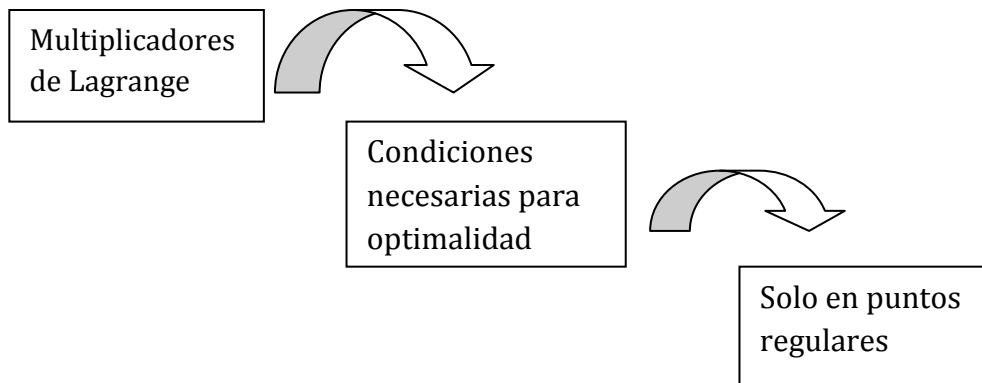 Multiplicadores
de Lagrange
Condiciones
necesarias para
optimalidad
Solo en puntos
regulares